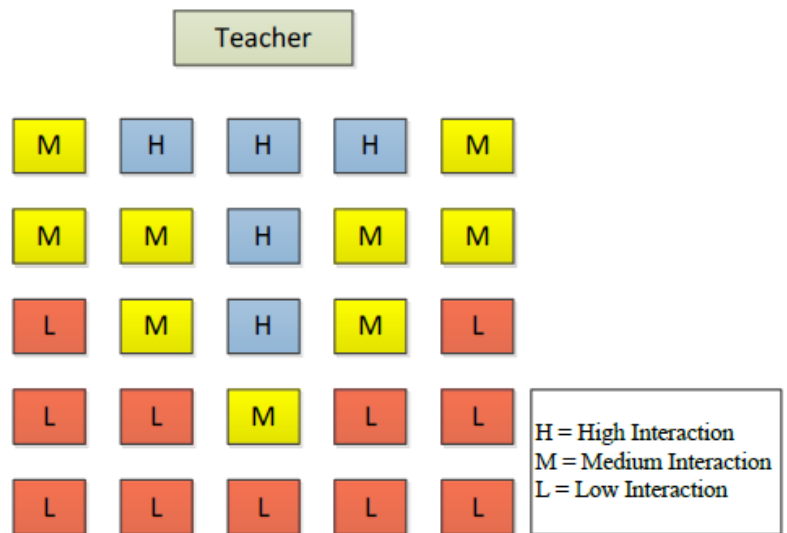 Teacher
M H H H M
M M H M M
L M H M L
L L M L L
L L L L L
H = High Interaction
M = Medium Interaction
L = Low Interaction